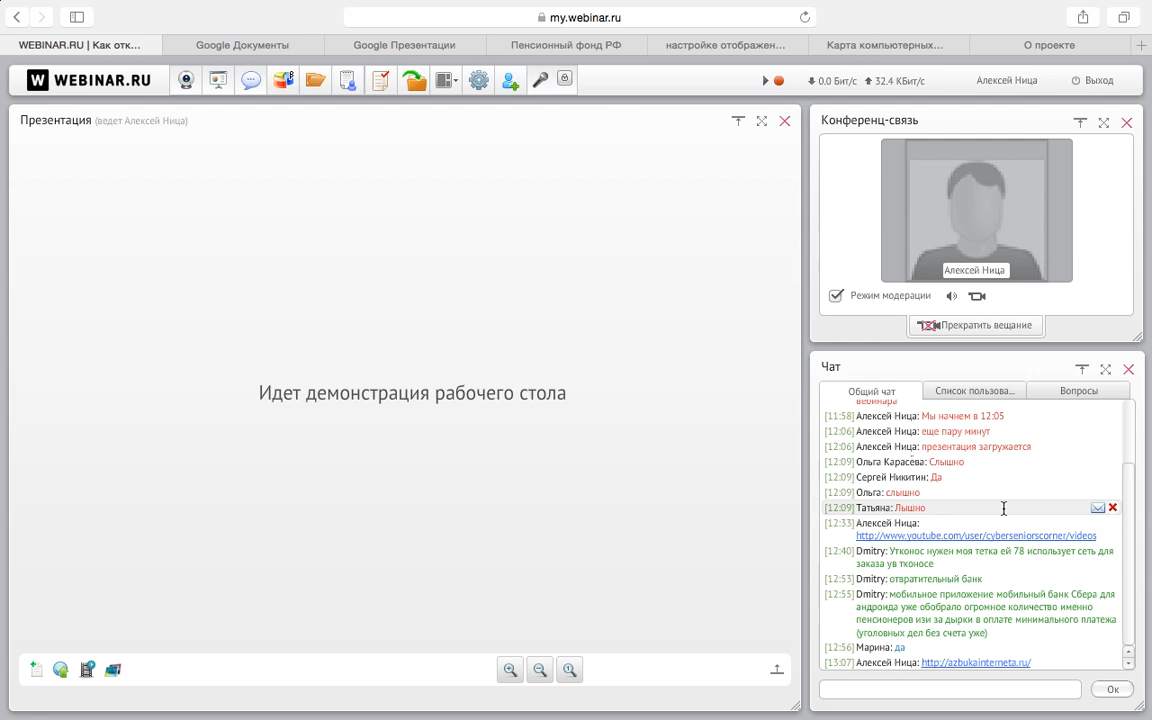 my.webinar.ru
WEBINAR.RU | Как отк...
Google Документы
Google Презентации
Пенсионный фонд РФ
настройке отображен...
Карта компьютерных...
О проекте
W WEBINAR.RU
0.0 Бит/с
32.4 КБит/с
Алексей Ница
Выход
Презентация (ведет Алексей Ница)
Идет демонстрация рабочего стола
Конференц-связь
Алексей Ница
Режим модерации
Прекратить вещание
Чат
Общий чат
Список пользова...
Вопросы
вебинара
[11:58] Алексей Ница: Мы начнем в 12:05
[12:06] Алексей Ница: еще пару минут
[12:06] Алексей Ница: презентация загружается
[12:09] Ольга Карасёва: Слышно
[12:09] Сергей Никитин: Да
[12:09] Ольга: слышно
[12:09] Татьяна: Лышно
[12:33] Алексей Ница:
http://www.youtube.com/user/cyberseniorscorner/videos
[12:40] Dmitry: Утконос нужен моя тетка ей 78 использует сеть для
заказа ув тконосе
[12:53] Dmitry: отвратительный банк
[12:55] Dmitry: мобильное приложение мобильный банк Сбера для
андроида уже обобрало огромное количество именно
пенсионеров изи за дырки в оплате минимального платежа
(уголовных дел без счета уже)
[12:56] Марина: да
[13:07] Алексей Ница: http://azbukainterneta.ru/
Ок